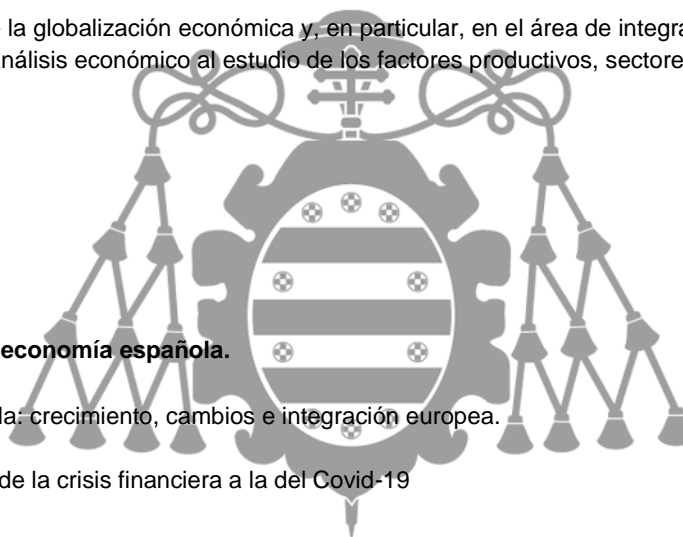 la globalización económica y, en particular, en el área de integra
nálisis económico al estudio de los factores productivos, sectore
economía española.
la: crecimiento, cambios e integración europea.
de la crisis financiera a la del Covid-19